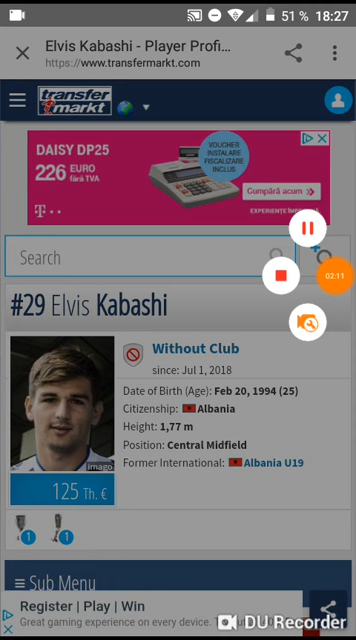 51 % 18:27
Elvis Kabashi - Player Profi...
https://www.transfermarkt.com
transfer
markt
DAISY DP25
226 EURO
fără TVA
VOUCHER
INSTALARE
FISCALIZARE
INCLUS
Cumpără acum
T
EXPERIENȚE ÎMPREUNĂ
Search
02:11
#29 Elvis Kabashi
Without Club
since: Jul 1, 2018
Date of Birth (Age): Feb 20, 1994 (25)
Citizenship: Albania
Height: 1,77 m
Position: Central Midfield
Former International: Albania U19
imago
125 Th. €
1
1
≡ Sub Menu
Register | Play | Win
Great gaming experience on every device.
DU Recorder